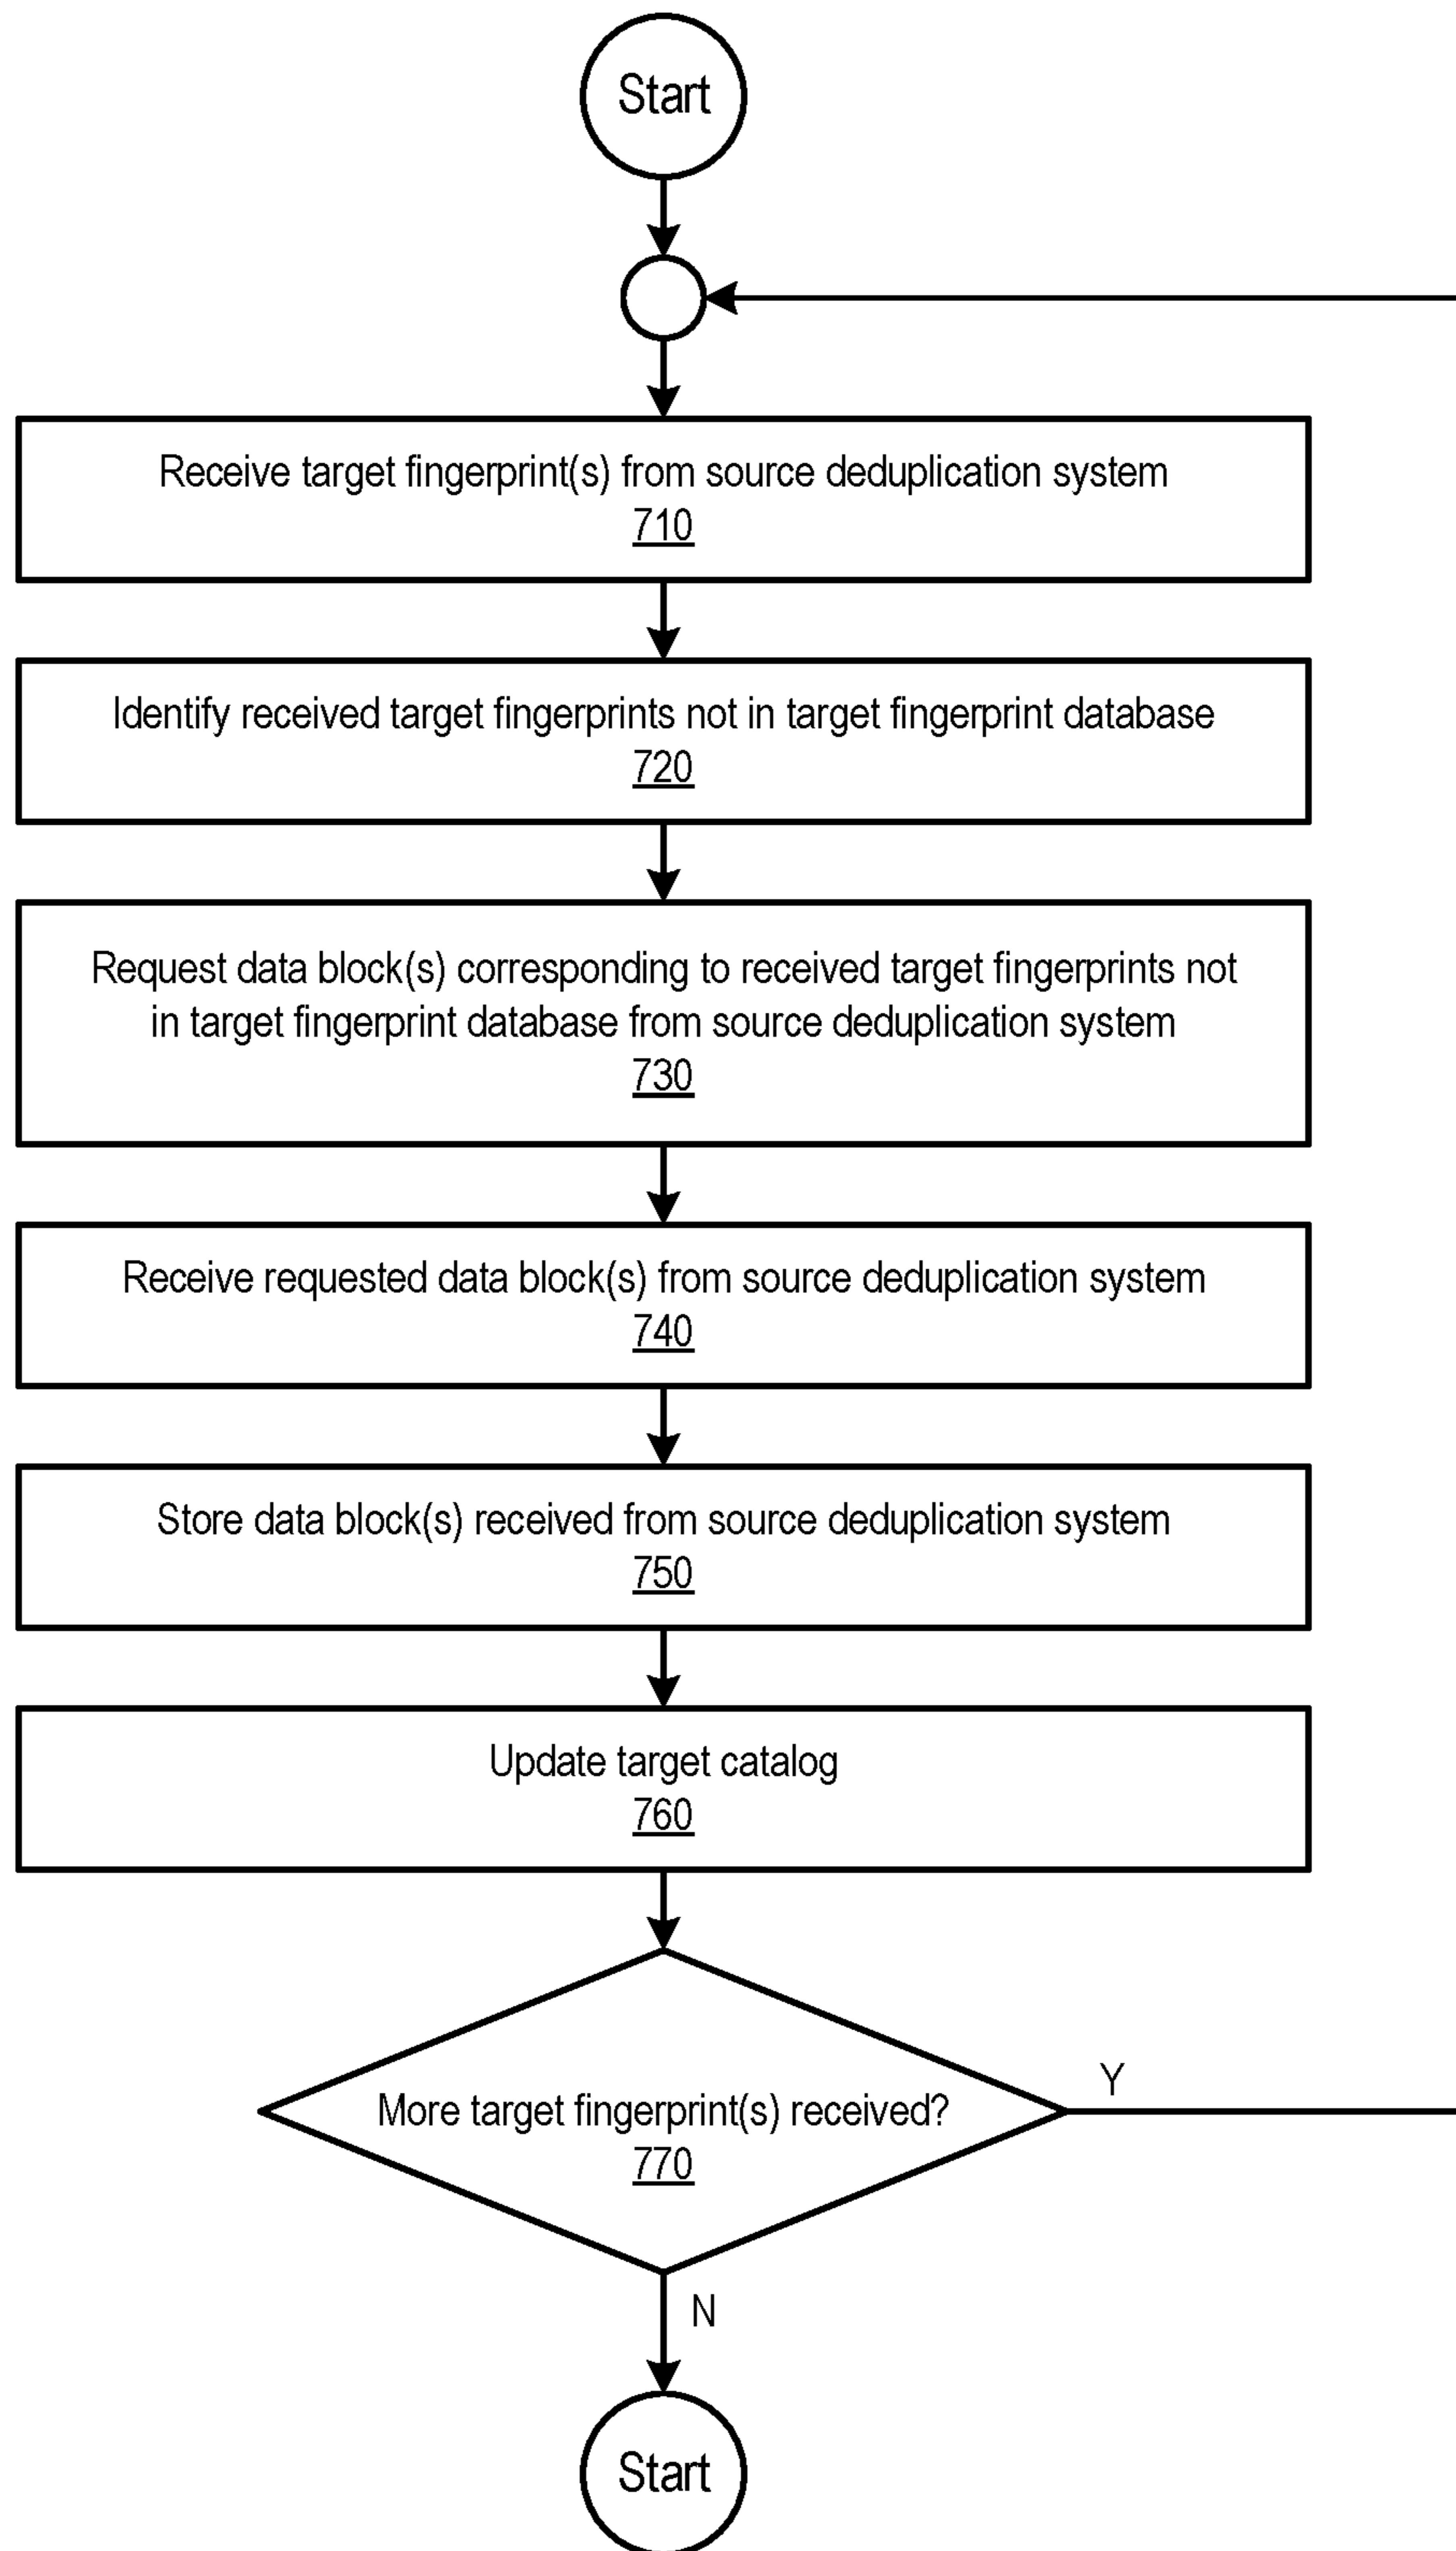 Start
Receive target fingerprint(s) from source deduplication system
710
Identify received target fingerprints not in target fingerprint database
720
Request data block(s) corresponding to received target fingerprints not
in target fingerprint database from source deduplication system
730
Receive requested data block(s) from source deduplication system
740
Store data block(s) received from source deduplication system
750
Update target catalog
760
Y
More target fingerprint(s) received?
770
N
Start